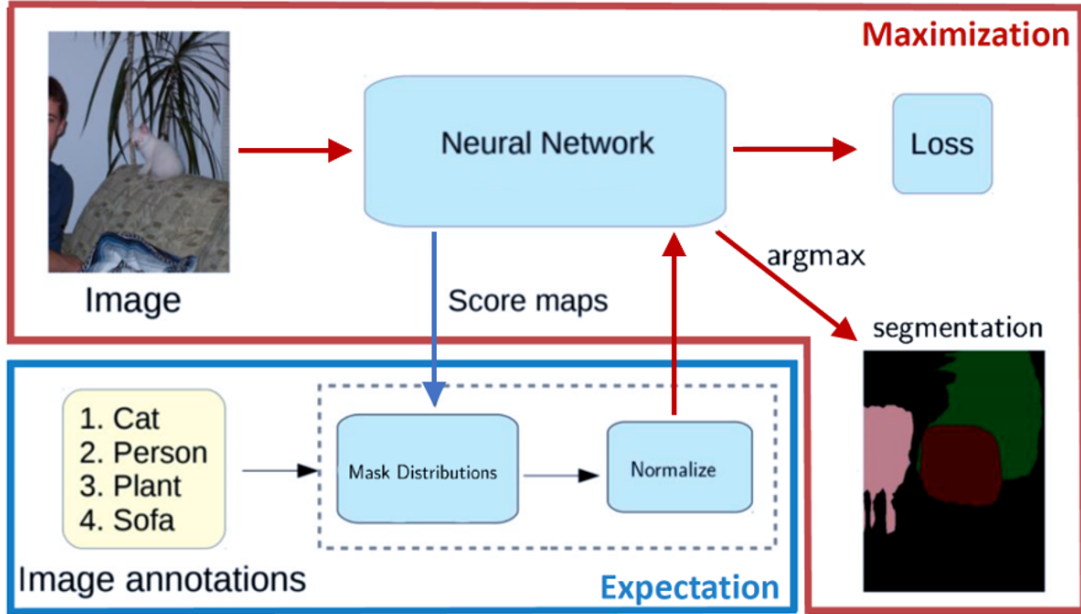 Maximization
Neural Network
Loss
argmax
Image
Score maps
segmentation
1. Cat
2. Person
3. Plant
4. Sofa
Mask Distributions
Normalize
Image annotations
Expectation